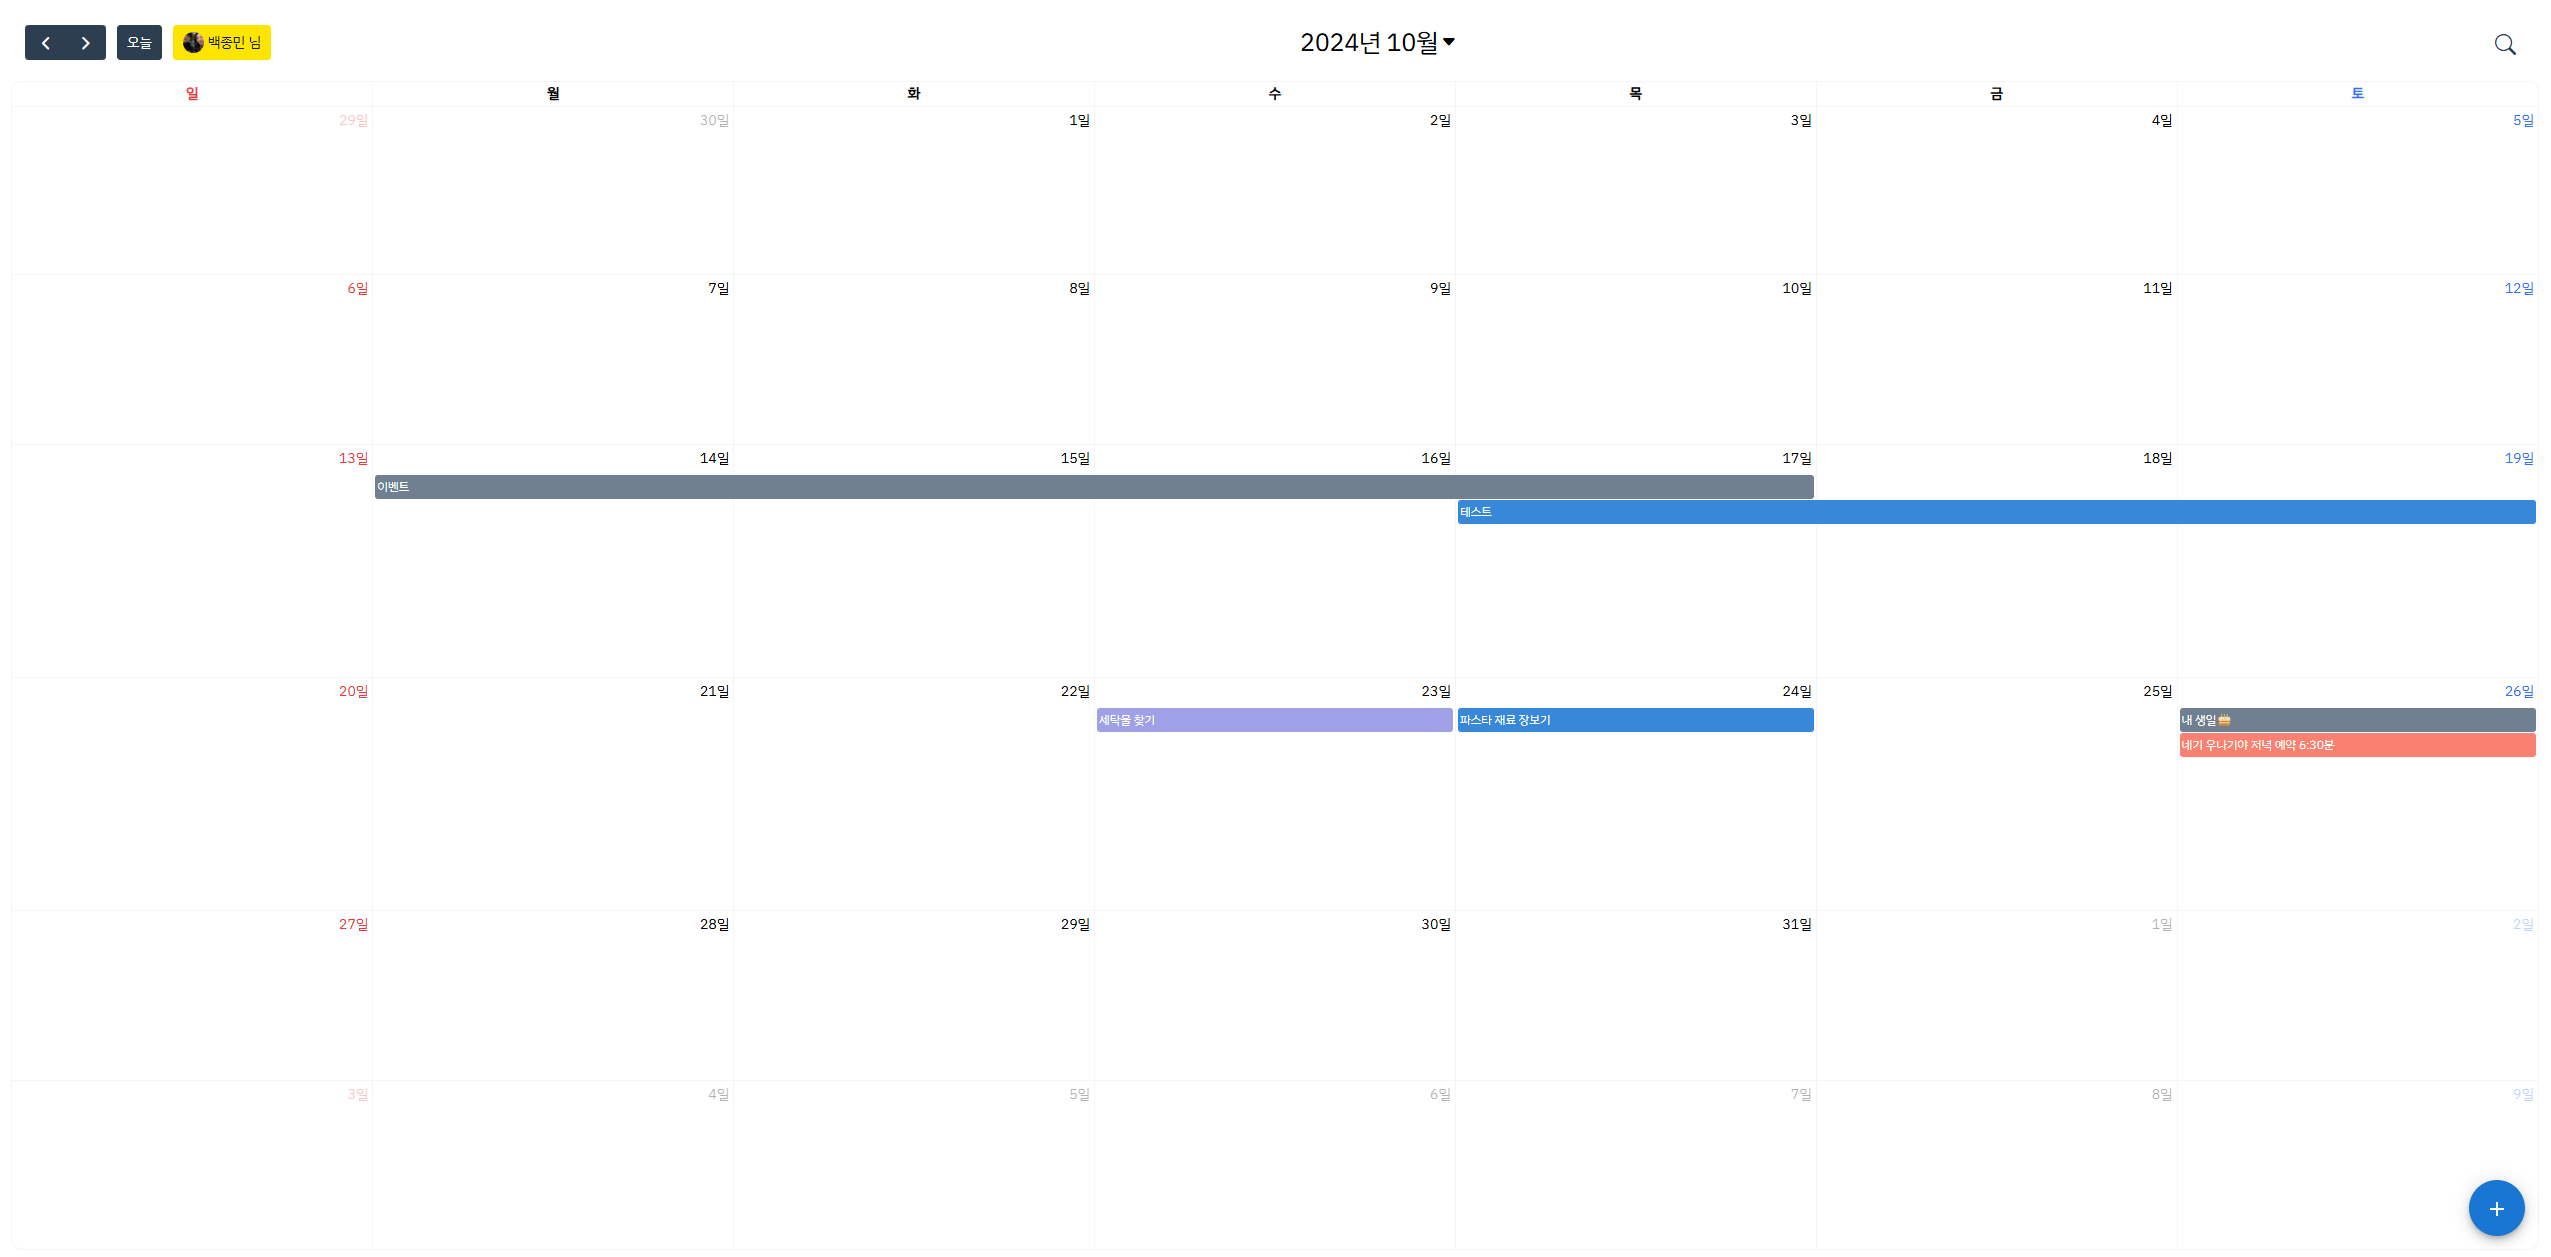 오늘 백종민 님 2024년 10월
일 월 화 수 목 금 토
29일 30일 1일 2일 3일 4일 5일
6일 7일 8일 9일 10일 11일 12일
13일 14일 15일 16일 17일 18일 19일
이벤트
테스트
20일 21일 22일 23일 24일 25일 26일
세탁물 찾기 파스타 재료 장보기 내 생일🎂
네기 우나기야 저녁 예약 6:30분
27일 28일 29일 30일 31일 1일 2일
3일 4일 5일 6일 7일 8일 9일